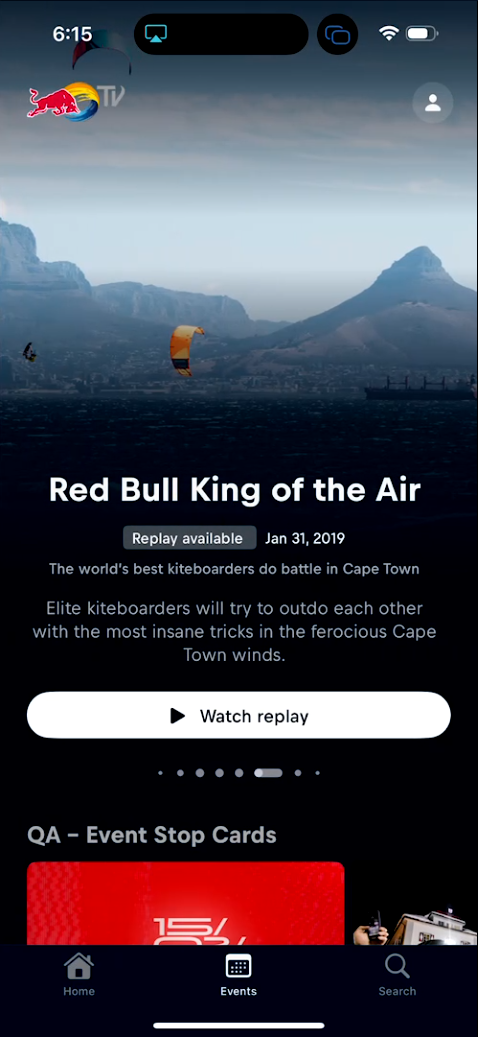 6:15
TV
Red Bull King of the Air
Replay available Jan 31, 2019
The world's best kiteboarders do battle in Cape Town
Elite kiteboarders will try to outdo each other
with the most insane tricks in the ferocious Cape
Town winds.
Watch replay
QA – Event Stop Cards
15/
Home
Events
Search